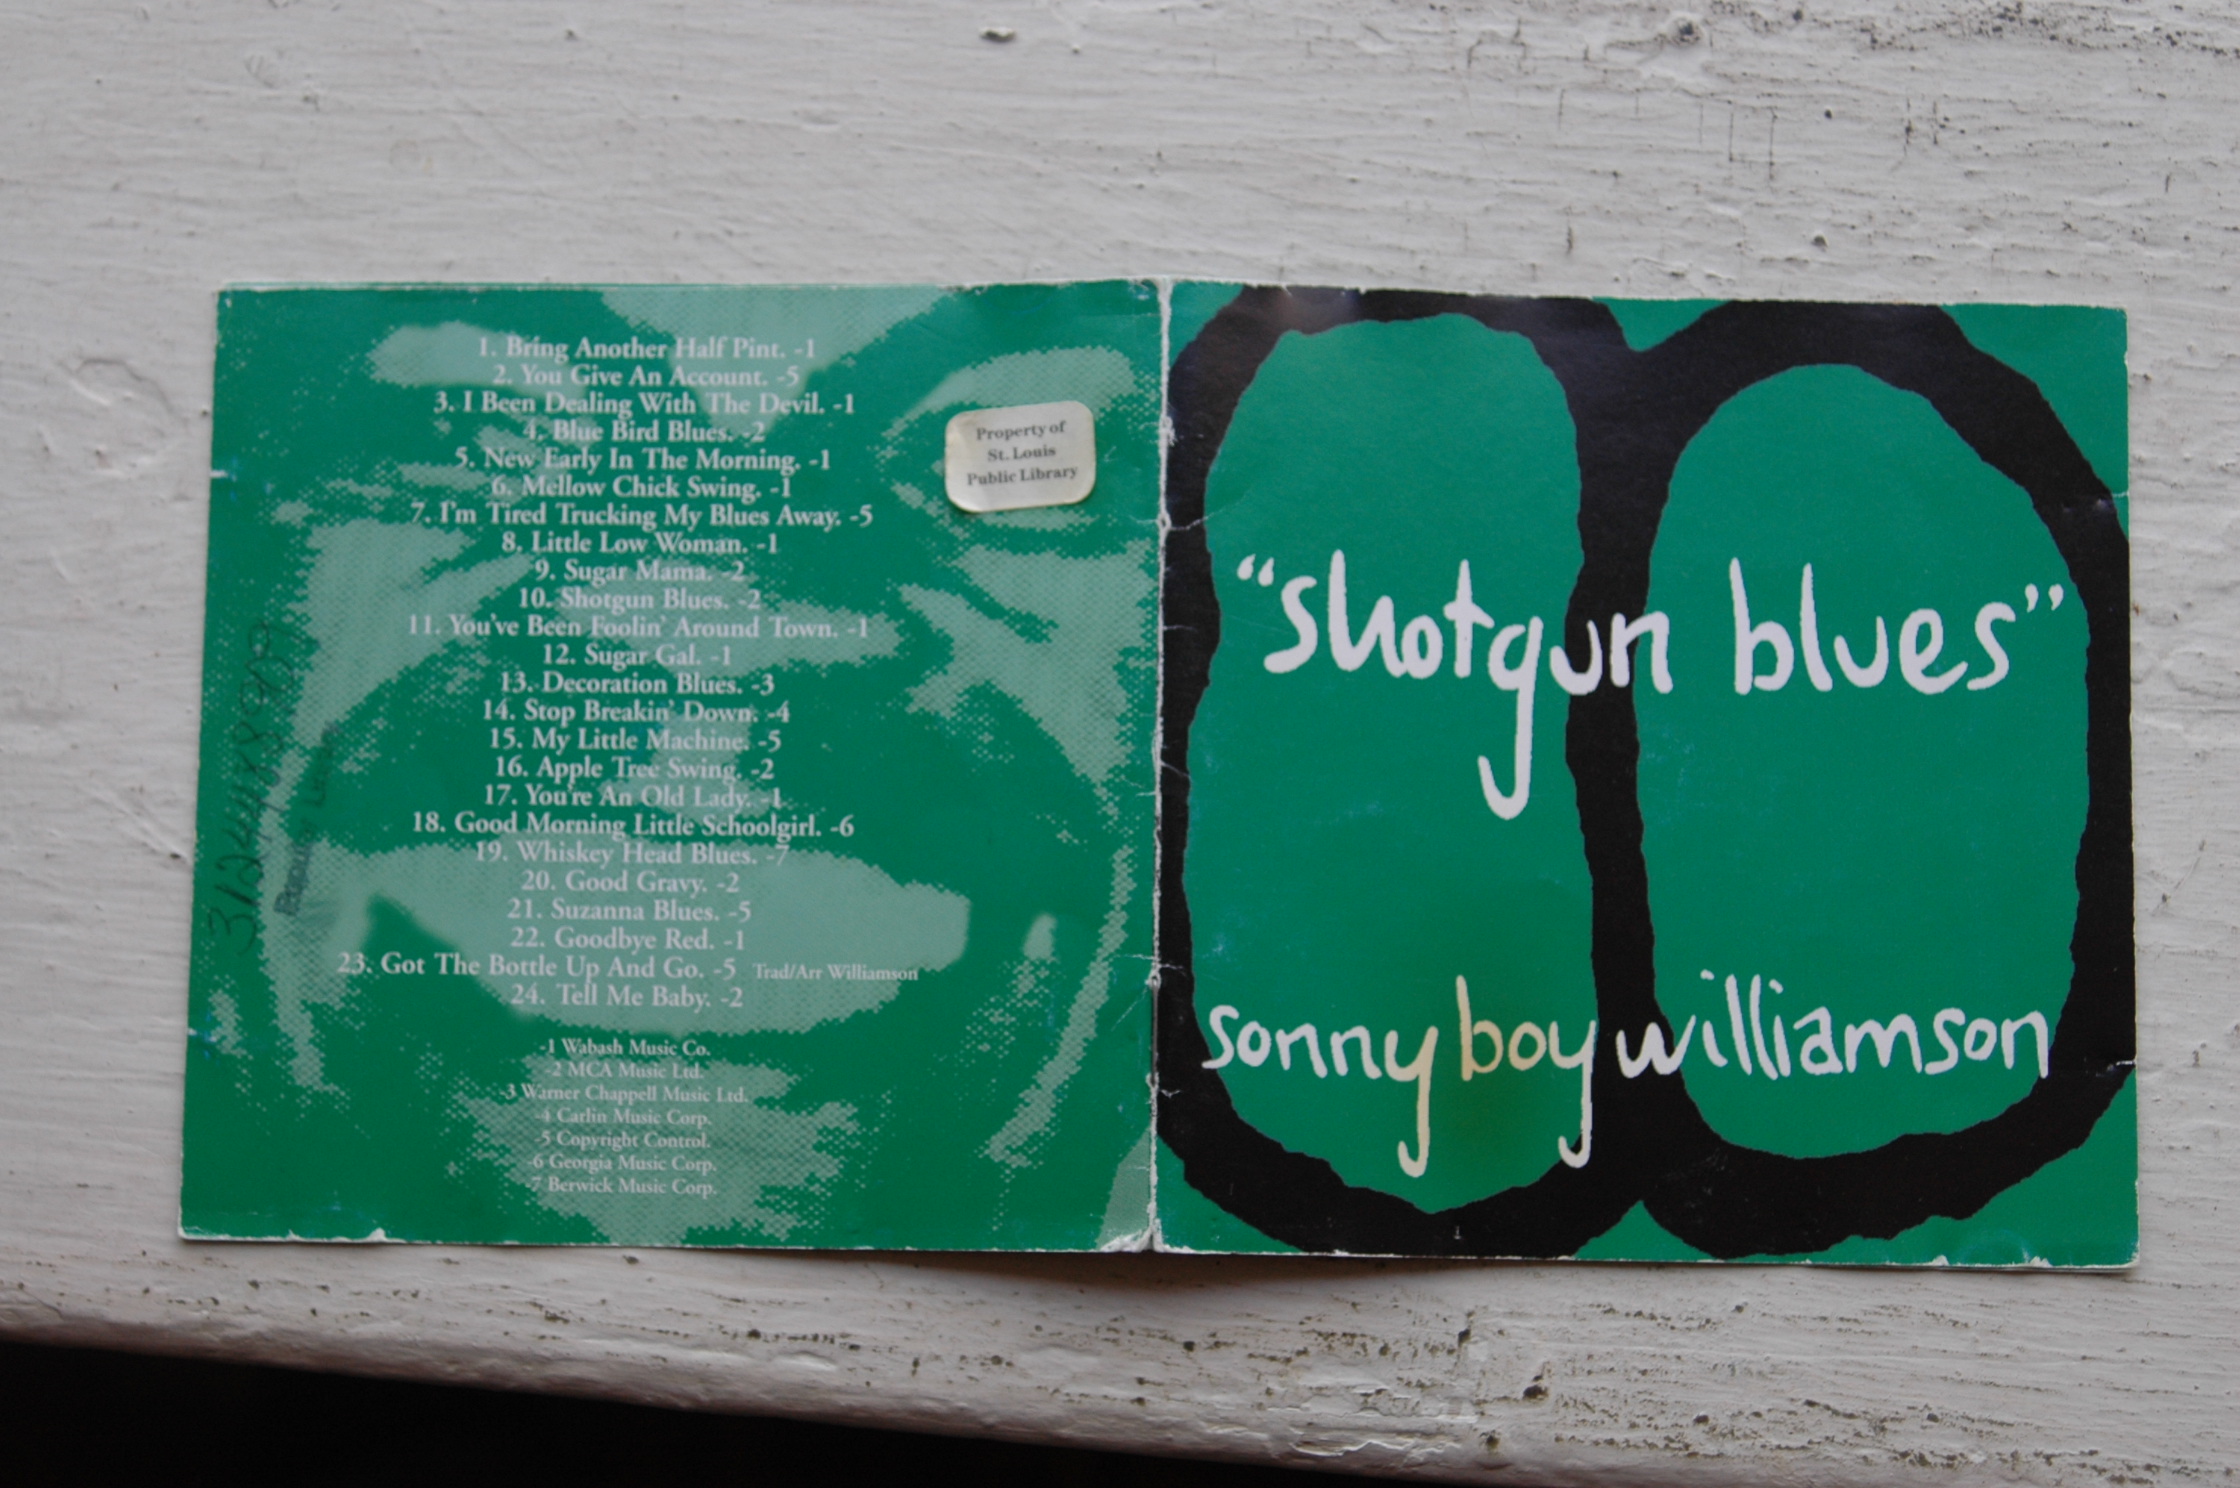 1. Bring Another Half Pint. -1
2. You Give An Account. -5
3. I Been Dealing With The Devil. -1
4. Blue Bird Blues. -2
5. New Early In The Morning. -1
6. Mellow Chick Swing. -1
7. I'm Tired Trucking My Blues Away. -5
8. Little Low Woman. -1
9. Sugar Mama. -2
10. Shotgun Blues. -2
11. You've Been Foolin' Around Town. -1
12. Sugar Gal. -1
13. Decoration Blues. -3
14. Stop Breakin' Down. -4
15. My Little Machine. -5
16. Apple Tree Swing. -2
17. You're An Old Lady. -1
18. Good Morning Little Schoolgirl. -6
19. Whiskey Head Blues. -7
20. Good Gravy. -2
21. Suzanna Blues. -5
22. Goodbye Red. -1
23. Got The Bottle Up And Go. -5 Trad/Arr Williamson
24. Tell Me Baby. -2
-1 Wabash Music Co.
-2 MCA Music Ltd.
-3 Warner Chappell Music Ltd.
-4 Carlin Music Corp.
-5 Copyright Control.
-6 Georgia Music Corp.
-7 Berwick Music Corp.
Property of
St. Louis
Public Library
"shotgun blues"
sonny boy williamson